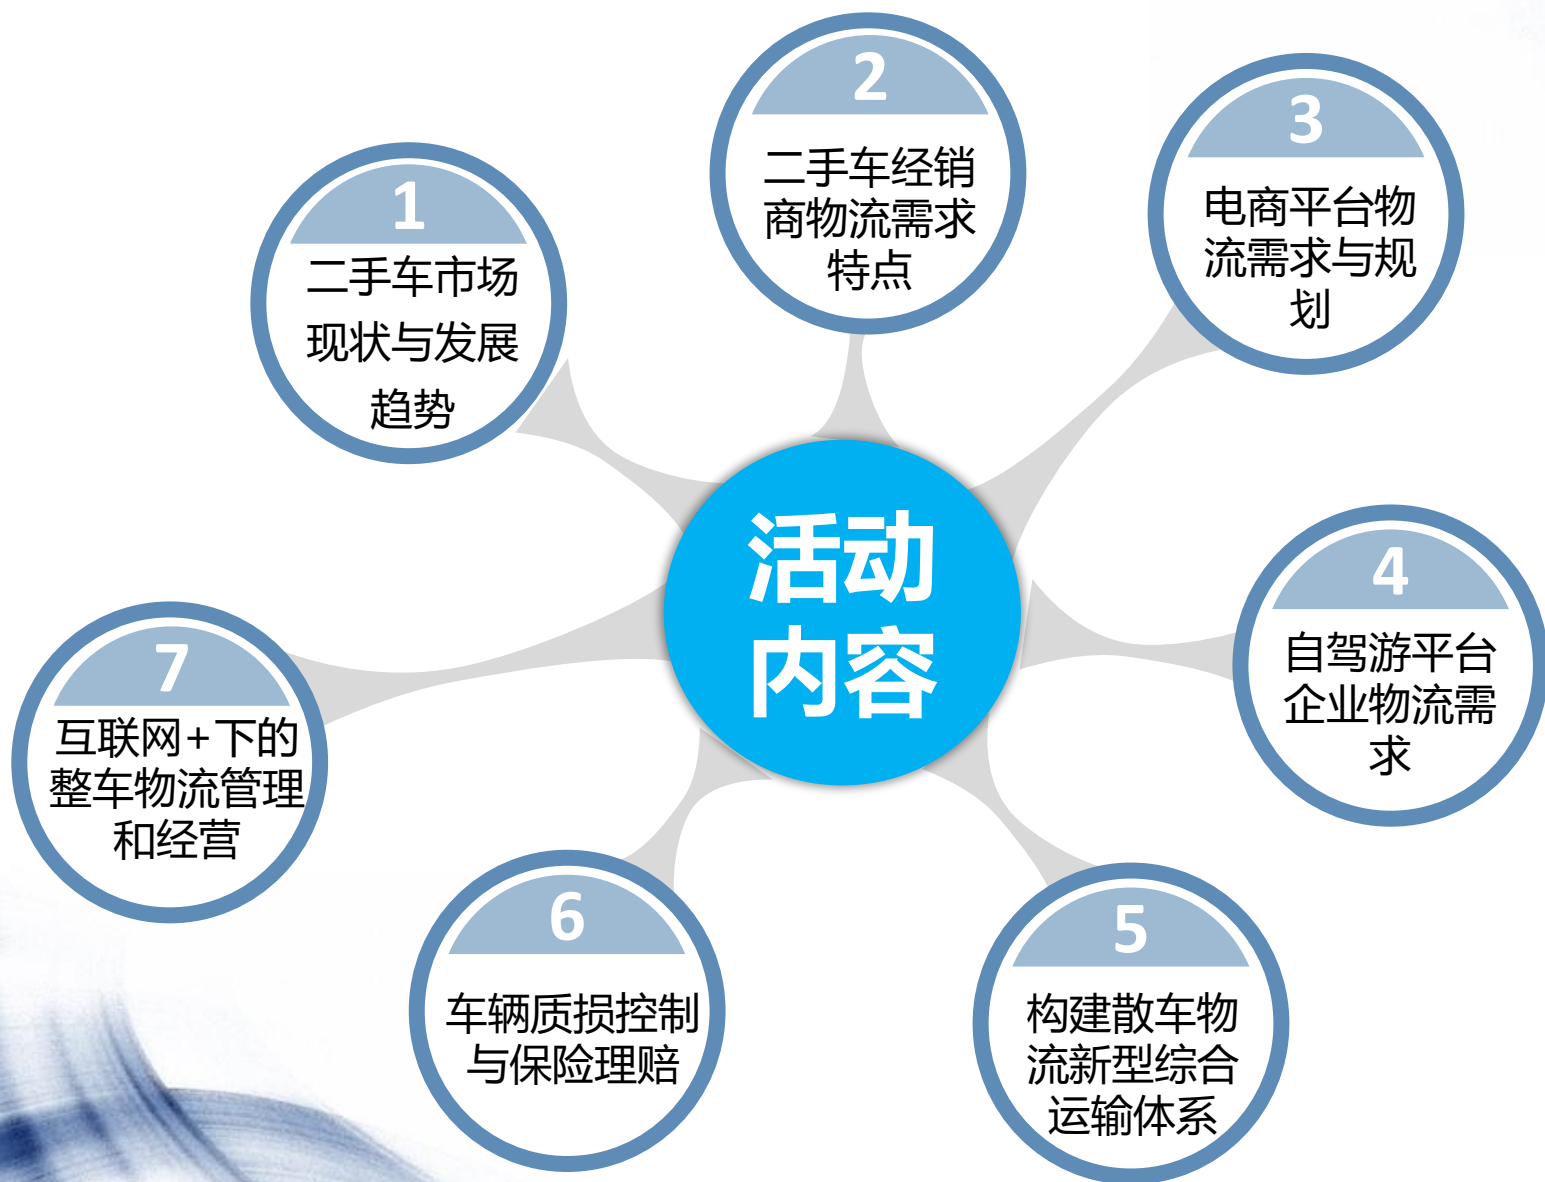 1
二手车市场
现状与发展
趋势
2
二手车经销
商物流需求
特点
3
电商平台物
流需求与规
划
4
自驾游平台
企业物流需
求
5
构建散车物
流新型综合
运输体系
6
车辆质损控制
与保险理赔
7
互联网+下的
整车物流管理
和经营
活动
内容